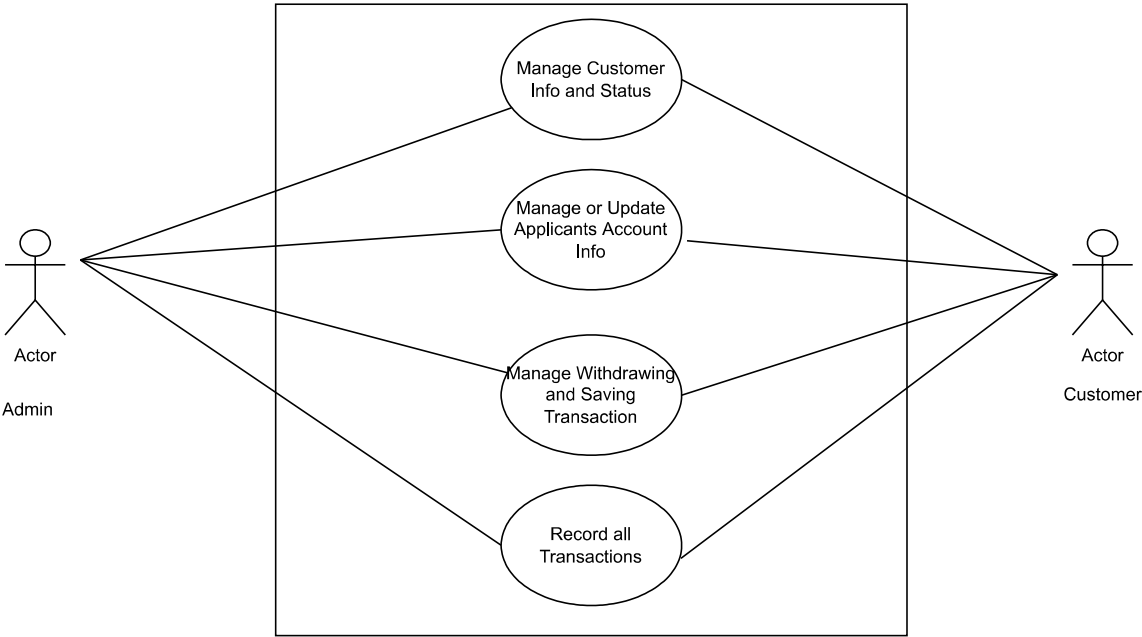 Manage Customer
Info and Status
Manage or Update
Applicants Account
Info
Manage Withdrawing
and Saving
Transaction
Record all
Transactions
Actor
Admin
Actor
Customer